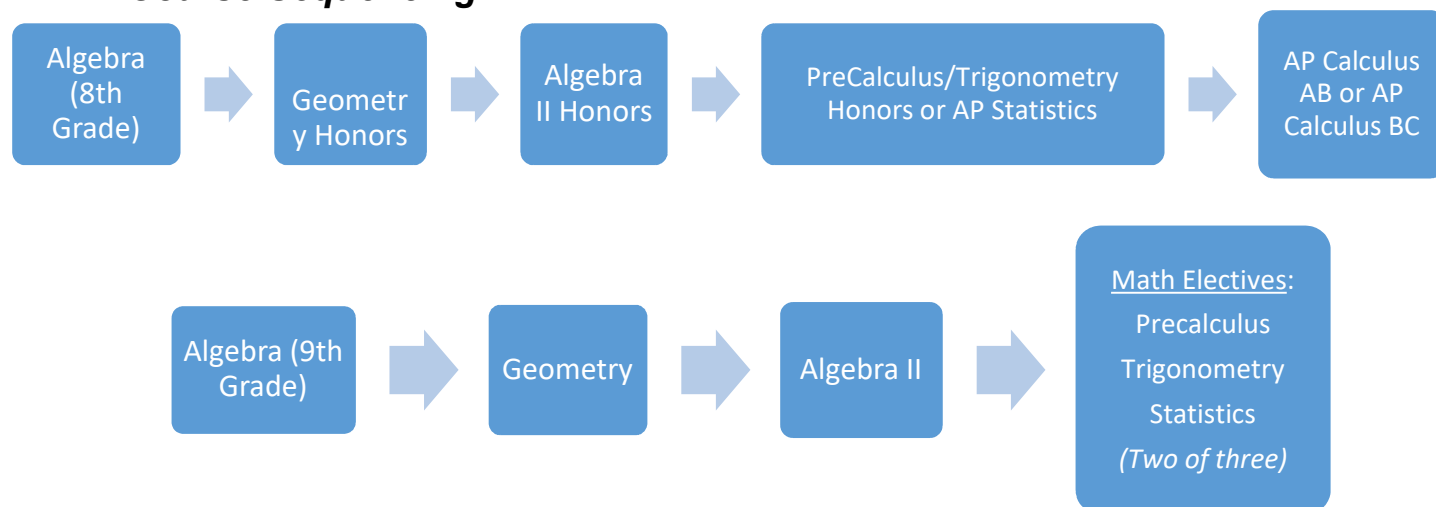 Algebra
(8th
Grade)
Geometr
y Honors
Algebra
II Honors
PreCalculus/Trigonometry
Honors or AP Statistics
AP Calculus
AB or AP
Calculus BC
Algebra (9th
Grade)
Geometry
Algebra II
Math Electives:
Precalculus
Trigonometry
Statistics
(Two of three)